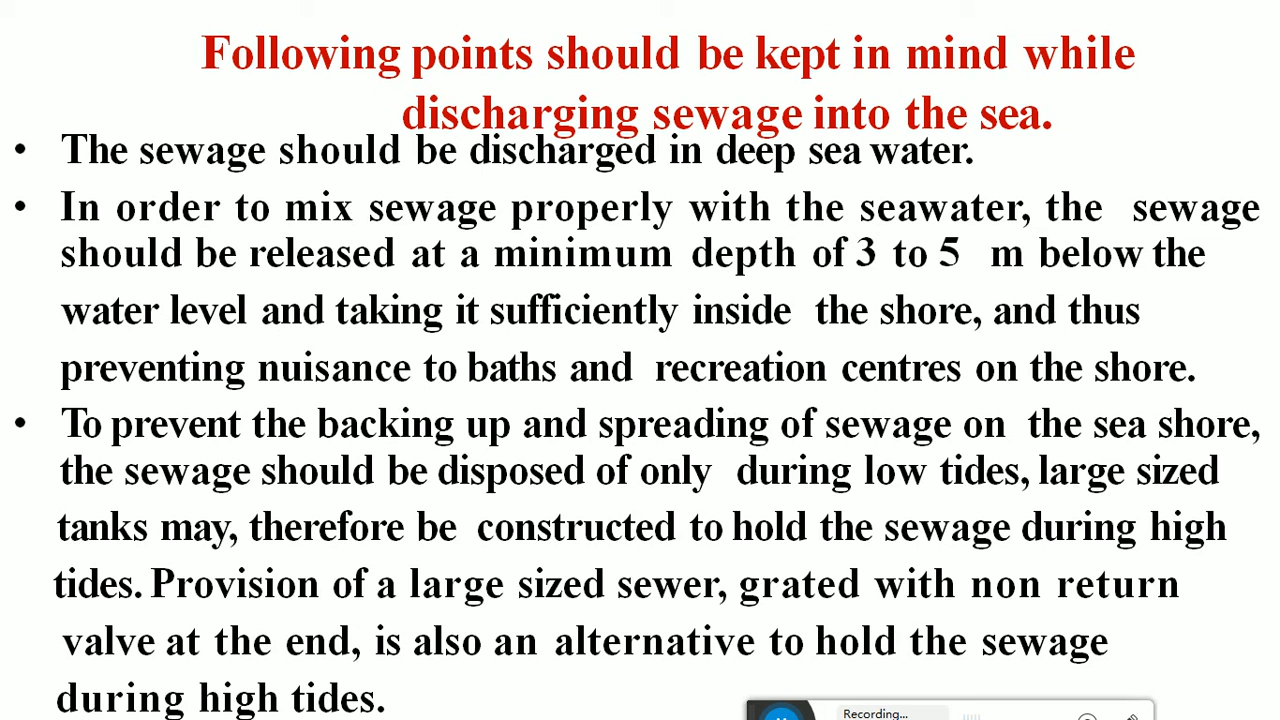 Following points should be kept in mind while
discharging sewage into the sea.
• The sewage should be discharged in deep sea water.
• In order to mix sewage properly with the seawater, the sewage
should be released at a minimum depth of 3 to 5 m below the
water level and taking it sufficiently inside the shore, and thus
preventing nuisance to baths and recreation centres on the shore.
• To prevent the backing up and spreading of sewage on the sea shore,
the sewage should be disposed of only during low tides, large sized
tanks may, therefore be constructed to hold the sewage during high
tides. Provision of a large sized sewer, grated with non return
valve at the end, is also an alternative to hold the sewage
during high tides.
Recording...